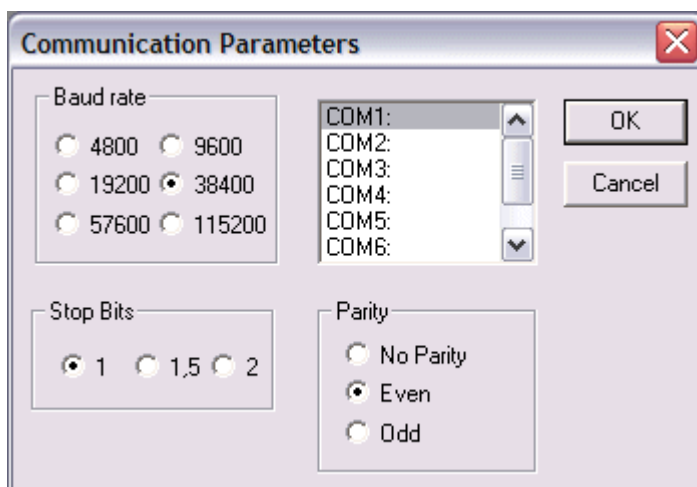 Communication Parameters
Baud rate
4800 9600
19200 38400
57600 115200
COM1:
COM2:
COM3:
COM4:
COM5:
COM6:
OK
Cancel
Stop Bits
1 1,5 2
Parity
No Parity
Even
Odd